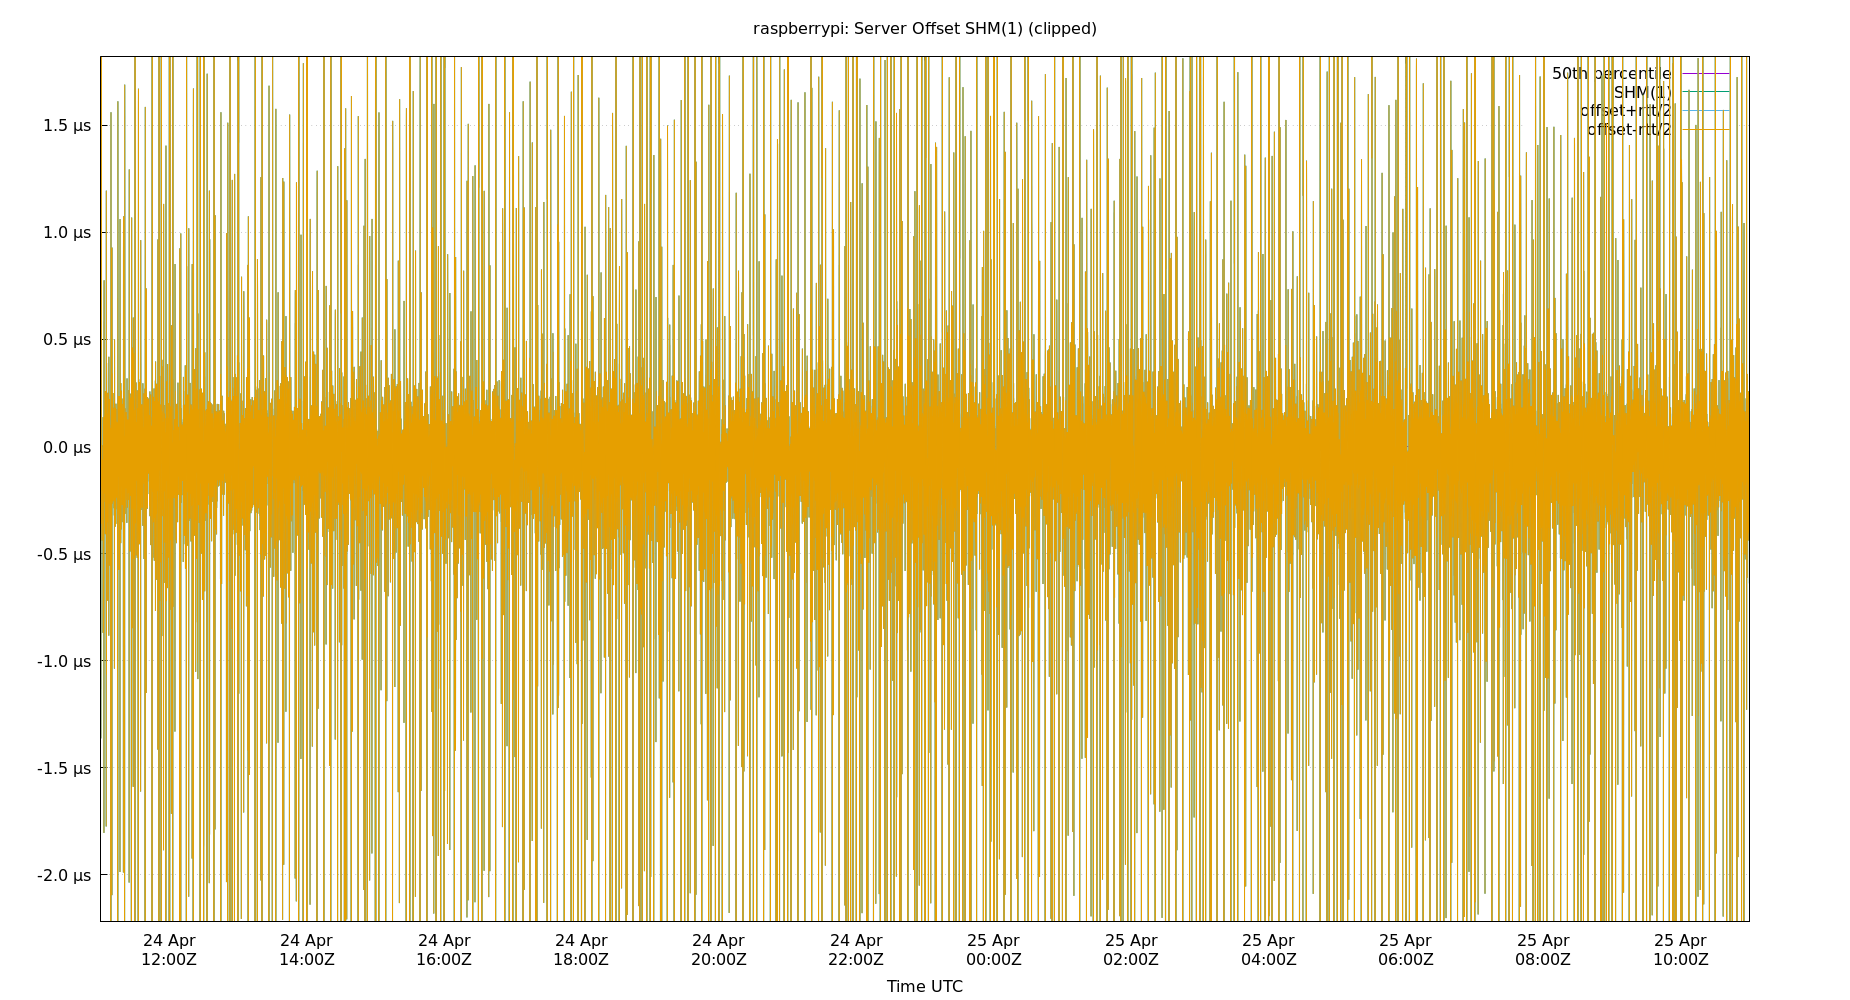 raspberrypi: Server Offset SHM(1) (clipped)
50th percentile
SHM(1)
offset+rtt/2
offset-rtt/2
1.5 µs
1.0 µs
0.5 µs
0.0 µs
-0.5 µs
-1.0 µs
-1.5 µs
-2.0 µs
24 Apr 24 Apr 24 Apr 24 Apr 24 Apr 24 Apr 25 Apr 25 Apr 25 Apr 25 Apr 25 Apr 25 Apr
12:00Z 14:00Z 16:00Z 18:00Z 20:00Z 22:00Z 00:00Z 02:00Z 04:00Z 06:00Z 08:00Z 10:00Z
Time UTC